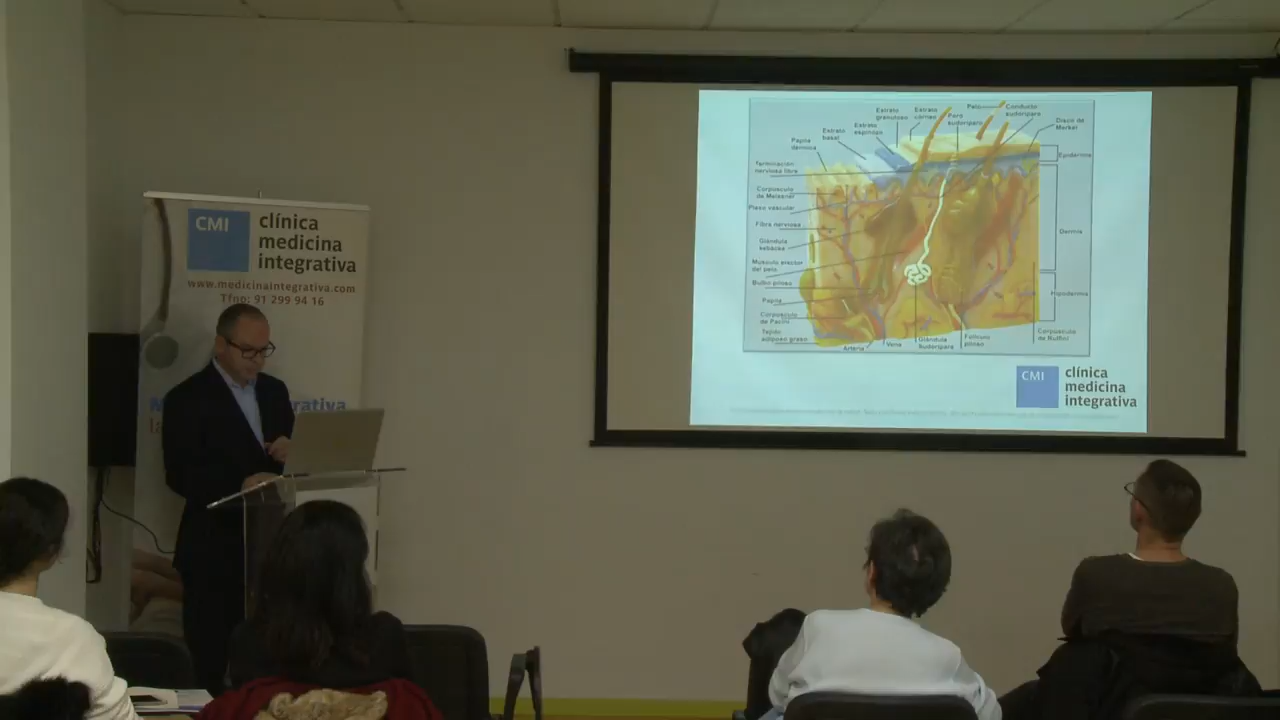 CMI
clínica
medicina
integrativa
www.medicinaintegrativa.com
Tfno: 91 299 94 16
Pelo
Conducto
sudoríparo
Estrato
córneo
Estrato
granuloso
Poro
sudoríparo
Estrato
espinoso
Disco de
Merkel
Estrato
basal
Papila
dérmica
Epidermis
Terminación
nerviosa libre
Corpúsculo
de Meissner
Plexo vascular
Fibra nerviosa
Dermis
Glándula
sebácea
Músculo erector
del pelo
Bulbo piloso
Hipodermis
Papila
Corpúsculo
de Pacini
Tejido
adiposo graso
Arteria
Vena
Glándula
sudorípara
Folículo
piloso
Corpúsculo
de Ruffini
CMI
clínica
medicina
integrativa